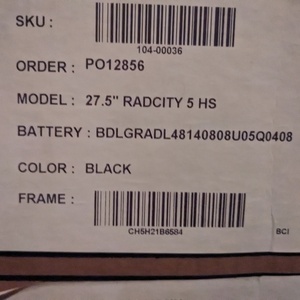 SKU :
104-00036
ORDER : PO12856
MODEL : 27.5" RADCITY 5 HS
BATTERY : BDLGRADL48140808U05Q0408
COLOR : BLACK
FRAME :
CH5H21B6584
BCI